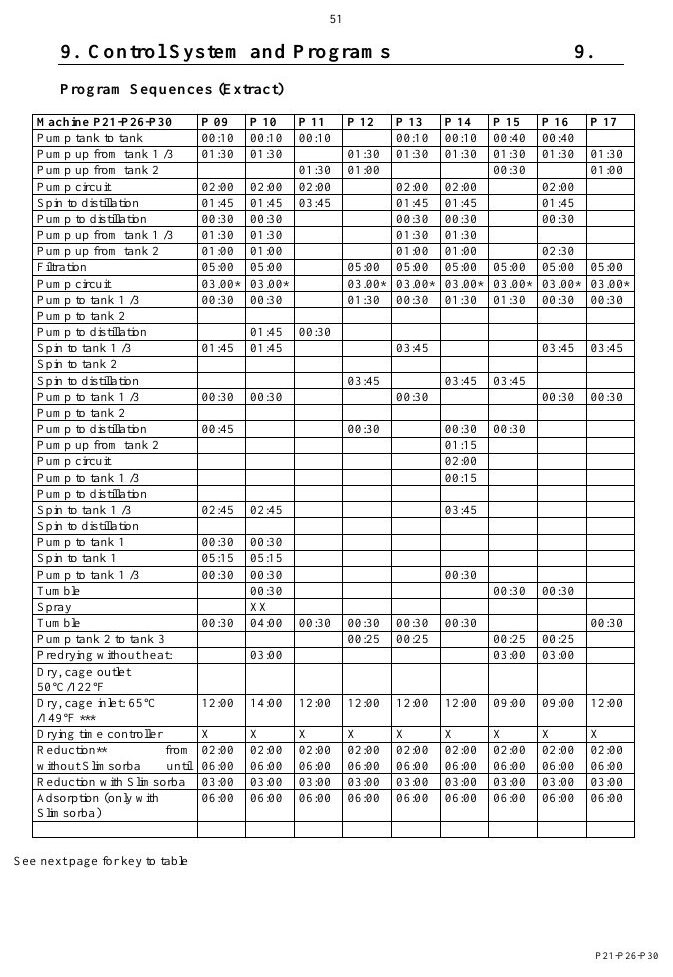 51
9. Control System and Programs 9.
Program Sequences (Extract)
Machine P21-P26-P30 P 09 P 10 P 11 P 12 P 13 P 14 P 15 P 16 P 17
Pump tank to tank 00:10 00:10 00:10 00:10 00:10 00:40 00:40
Pump up from tank 1/3 01:30 01:30 01:30 01:30 01:30 01:30 01:30 01:30
Pump up from tank 2 01:30 01:00 00:30 01:00
Pump circuit 02:00 02:00 02:00 02:00 02:00 02:00
Spin to distillation 01:45 01:45 03:45 01:45 01:45 01:45
Pump to distillation 00:30 00:30 00:30 00:30 00:30
Pump up from tank 1/3 01:30 01:30 01:30 01:30
Pump up from tank 2 01:00 01:00 01:00 01:00 02:30
Filtration 05:00 05:00 05:00 05:00 05:00 05:00 05:00 05:00
Pump circuit 03.00* 03.00* 03.00* 03.00* 03.00* 03.00* 03.00* 03.00*
Pump to tank 1/3 00:30 00:30 01:30 00:30 01:30 01:30 00:30 00:30
Pump to tank 2
Pump to distillation 01:45 00:30
Spin to tank 1/3 01:45 01:45 03:45 03:45 03:45
Spin to tank 2
Spin to distillation 03:45 03:45 03:45
Pump to tank 1/3 00:30 00:30 00:30 00:30 00:30
Pump to tank 2
Pump to distillation 00:45 00:30 00:30 00:30
Pump up from tank 2 01:15
Pump circuit 02:00
Pump to tank 1/3 00:15
Pump to distillation
Spin to tank 1/3 02:45 02:45 03:45
Spin to distillation
Pump to tank 1 00:30 00:30
Spin to tank 1 05:15 05:15
Pump to tank 1/3 00:30 00:30 00:30
Tumble 00:30 00:30 00:30
Spray XX
Tumble 00:30 04:00 00:30 00:30 00:30 00:30 00:30
Pump tank 2 to tank 3 00:25 00:25 00:25 00:25
Predrying without heat: 03:00 03:00 03:00
Dry, cage outlet
50°C/122°F
Dry, cage inlet: 65°C 12:00 14:00 12:00 12:00 12:00 12:00 09:00 09:00 12:00
/149°F ***
Drying time controller X X X X X X X X X
Reduction** from 02:00 02:00 02:00 02:00 02:00 02:00 02:00 02:00 02:00
without Slimsorba until 06:00 06:00 06:00 06:00 06:00 06:00 06:00 06:00 06:00
Reduction with Slimsorba 03:00 03:00 03:00 03:00 03:00 03:00 03:00 03:00 03:00
Adsorption (only with 06:00 06:00 06:00 06:00 06:00 06:00 06:00 06:00 06:00
Slimsorba)
See next page for key to table
P21-P26-P30